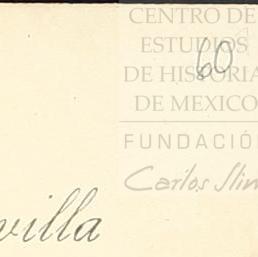 CENTRO DE
ESTUDIOS
60
DE HISTORIA
DE MEXICO
FUNDACIÓN
Carlos Slim
villa